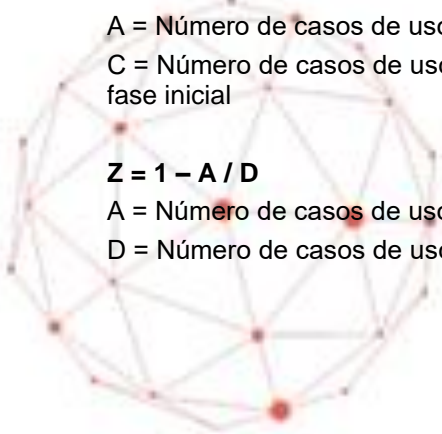 A = Número de casos de uso
C = Número de casos de uso
fase inicial
Z = 1 – A / D
A = Número de casos de uso
D = Número de casos de uso